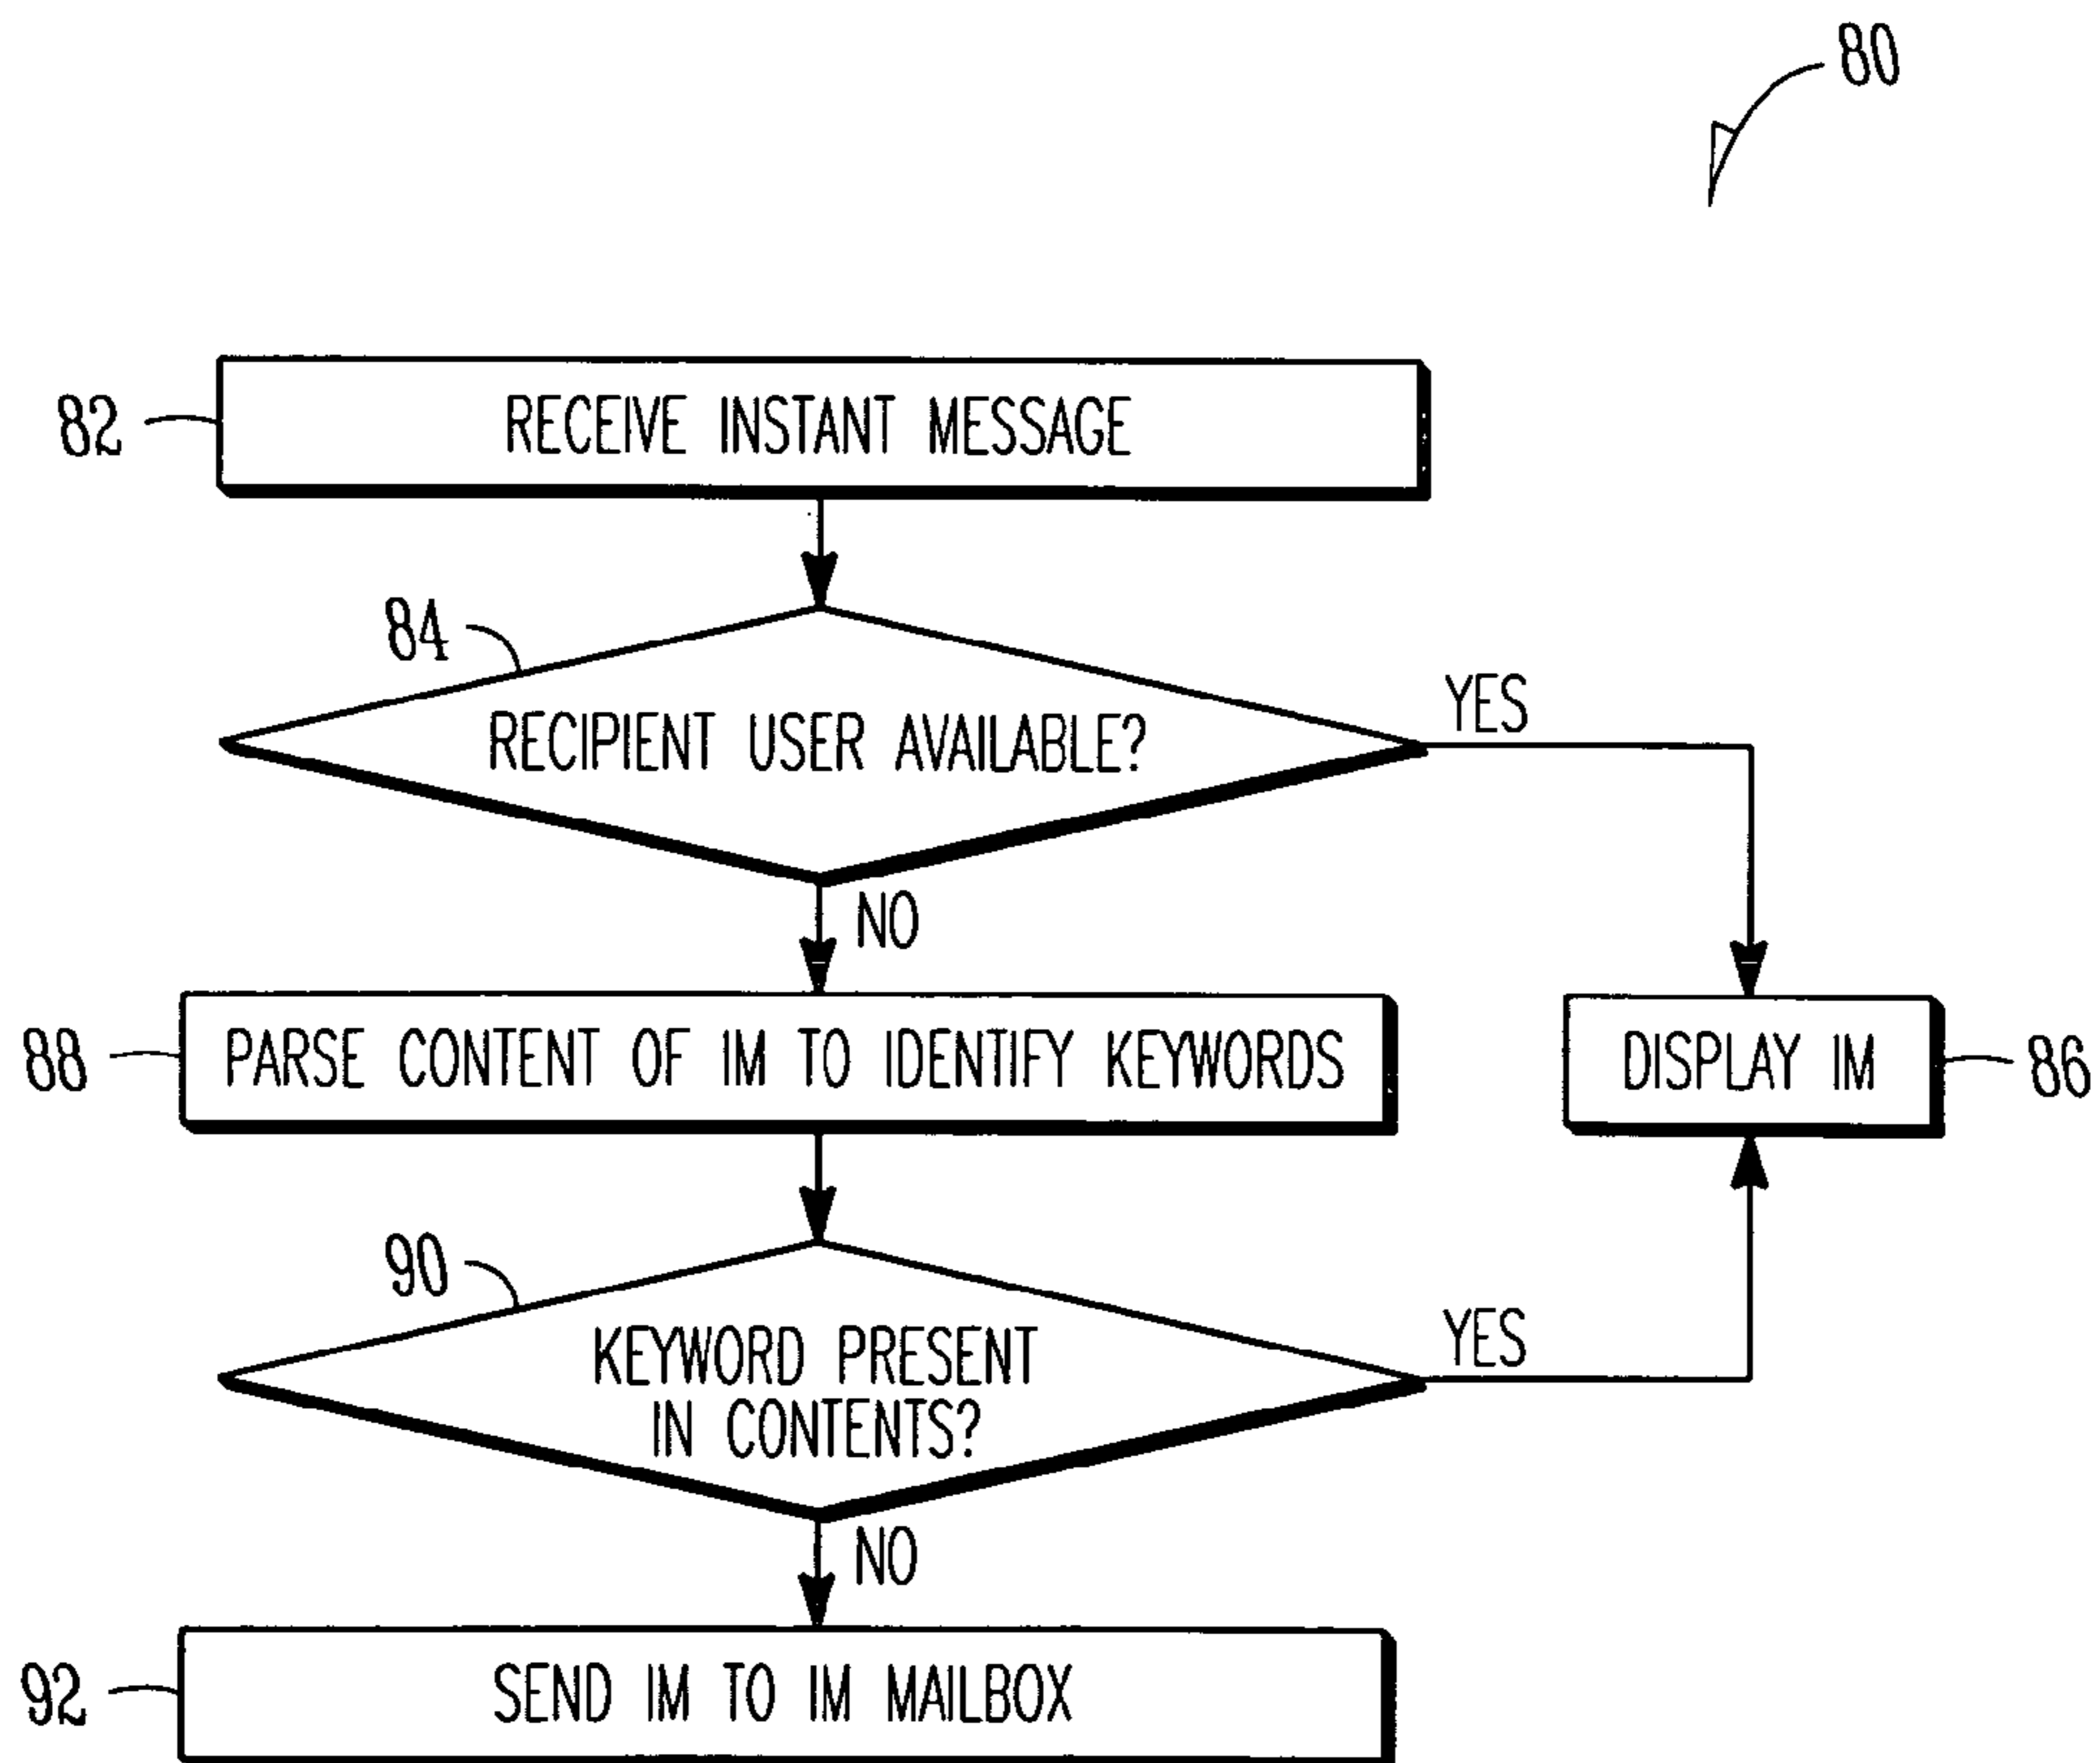 80
82
RECEIVE INSTANT MESSAGE
84
RECIPIENT USER AVAILABLE?
YES
NO
88
PARSE CONTENT OF IM TO IDENTIFY KEYWORDS
DISPLAY IM
86
90
KEYWORD PRESENT
IN CONTENTS?
YES
NO
92
SEND IM TO IM MAILBOX